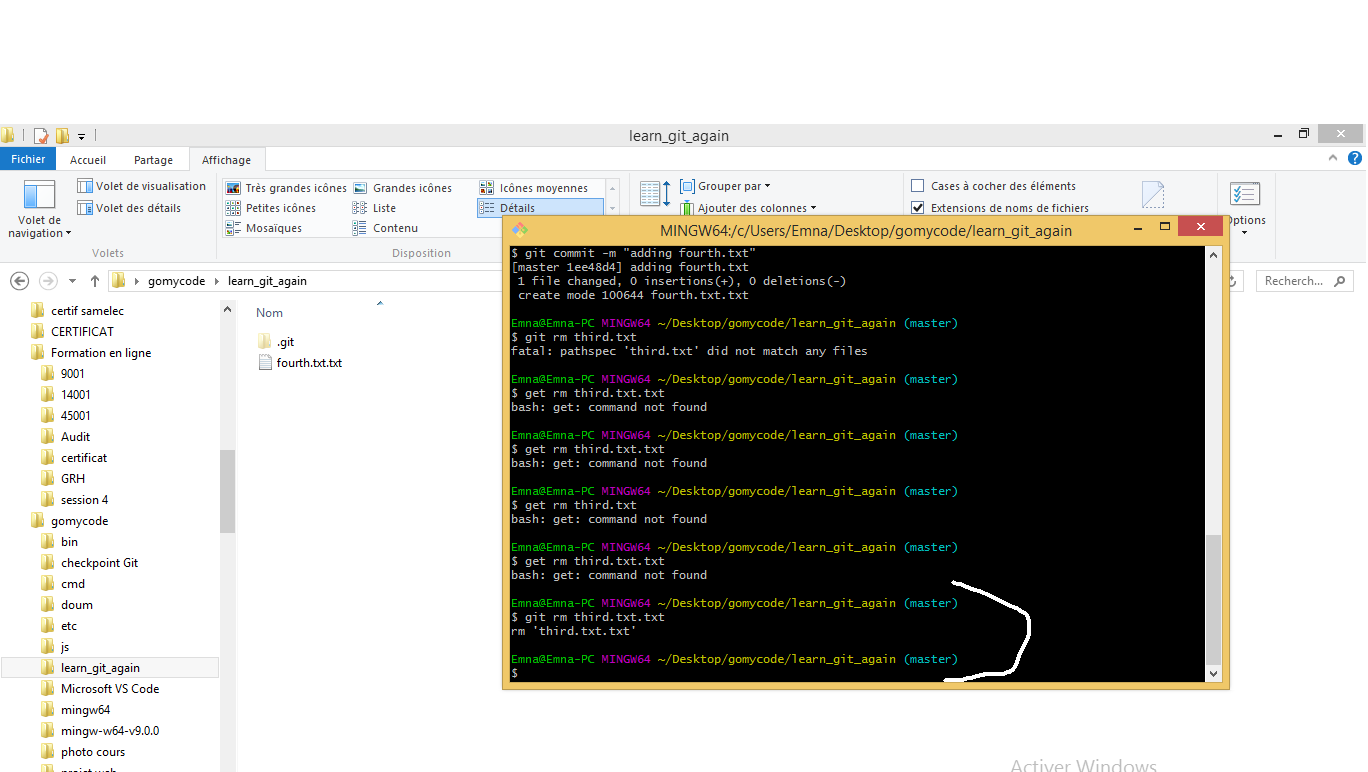 learn_git_again
Fichier Accueil Partage Affichage
Volet de navigation
Volet de visualisation
Volet des détails
Volets
Très grandes icônes Grandes icônes Icônes moyennes
Petites icônes Liste Détails
Mosaïques Contenu
Disposition
Grouper par
Ajouter des colonnes
Cases à cocher des éléments
Extensions de noms de fichiers
Options
gomycode learn_git_again
Recherc...
certif samelec
CERTIFICAT
Formation en ligne
9001
14001
45001
Audit
certificat
GRH
session 4
gomycode
bin
checkpoint Git
cmd
doum
etc
js
learn_git_again
Microsoft VS Code
mingw64
mingw-w64-v9.0.0
photo cours
Nom
.git
fourth.txt.txt
MINGW64:/c/Users/Emna/Desktop/gomycode/learn_git_again
$ git commit -m "adding fourth.txt"
[master 1ee48d4] adding fourth.txt
1 file changed, 0 insertions(+), 0 deletions(-)
create mode 100644 fourth.txt.txt
Emna@Emna-PC MINGW64 ~/Desktop/gomycode/learn_git_again (master)
$ git rm third.txt
fatal: pathspec 'third.txt' did not match any files
Emna@Emna-PC MINGW64 ~/Desktop/gomycode/learn_git_again (master)
$ get rm third.txt.txt
bash: get: command not found
Emna@Emna-PC MINGW64 ~/Desktop/gomycode/learn_git_again (master)
$ get rm third.txt.txt
bash: get: command not found
Emna@Emna-PC MINGW64 ~/Desktop/gomycode/learn_git_again (master)
$ get rm third.txt
bash: get: command not found
Emna@Emna-PC MINGW64 ~/Desktop/gomycode/learn_git_again (master)
$ get rm third.txt.txt
bash: get: command not found
Emna@Emna-PC MINGW64 ~/Desktop/gomycode/learn_git_again (master)
$ git rm third.txt.txt
rm 'third.txt.txt'
Emna@Emna-PC MINGW64 ~/Desktop/gomycode/learn_git_again (master)
$
Activer Windows